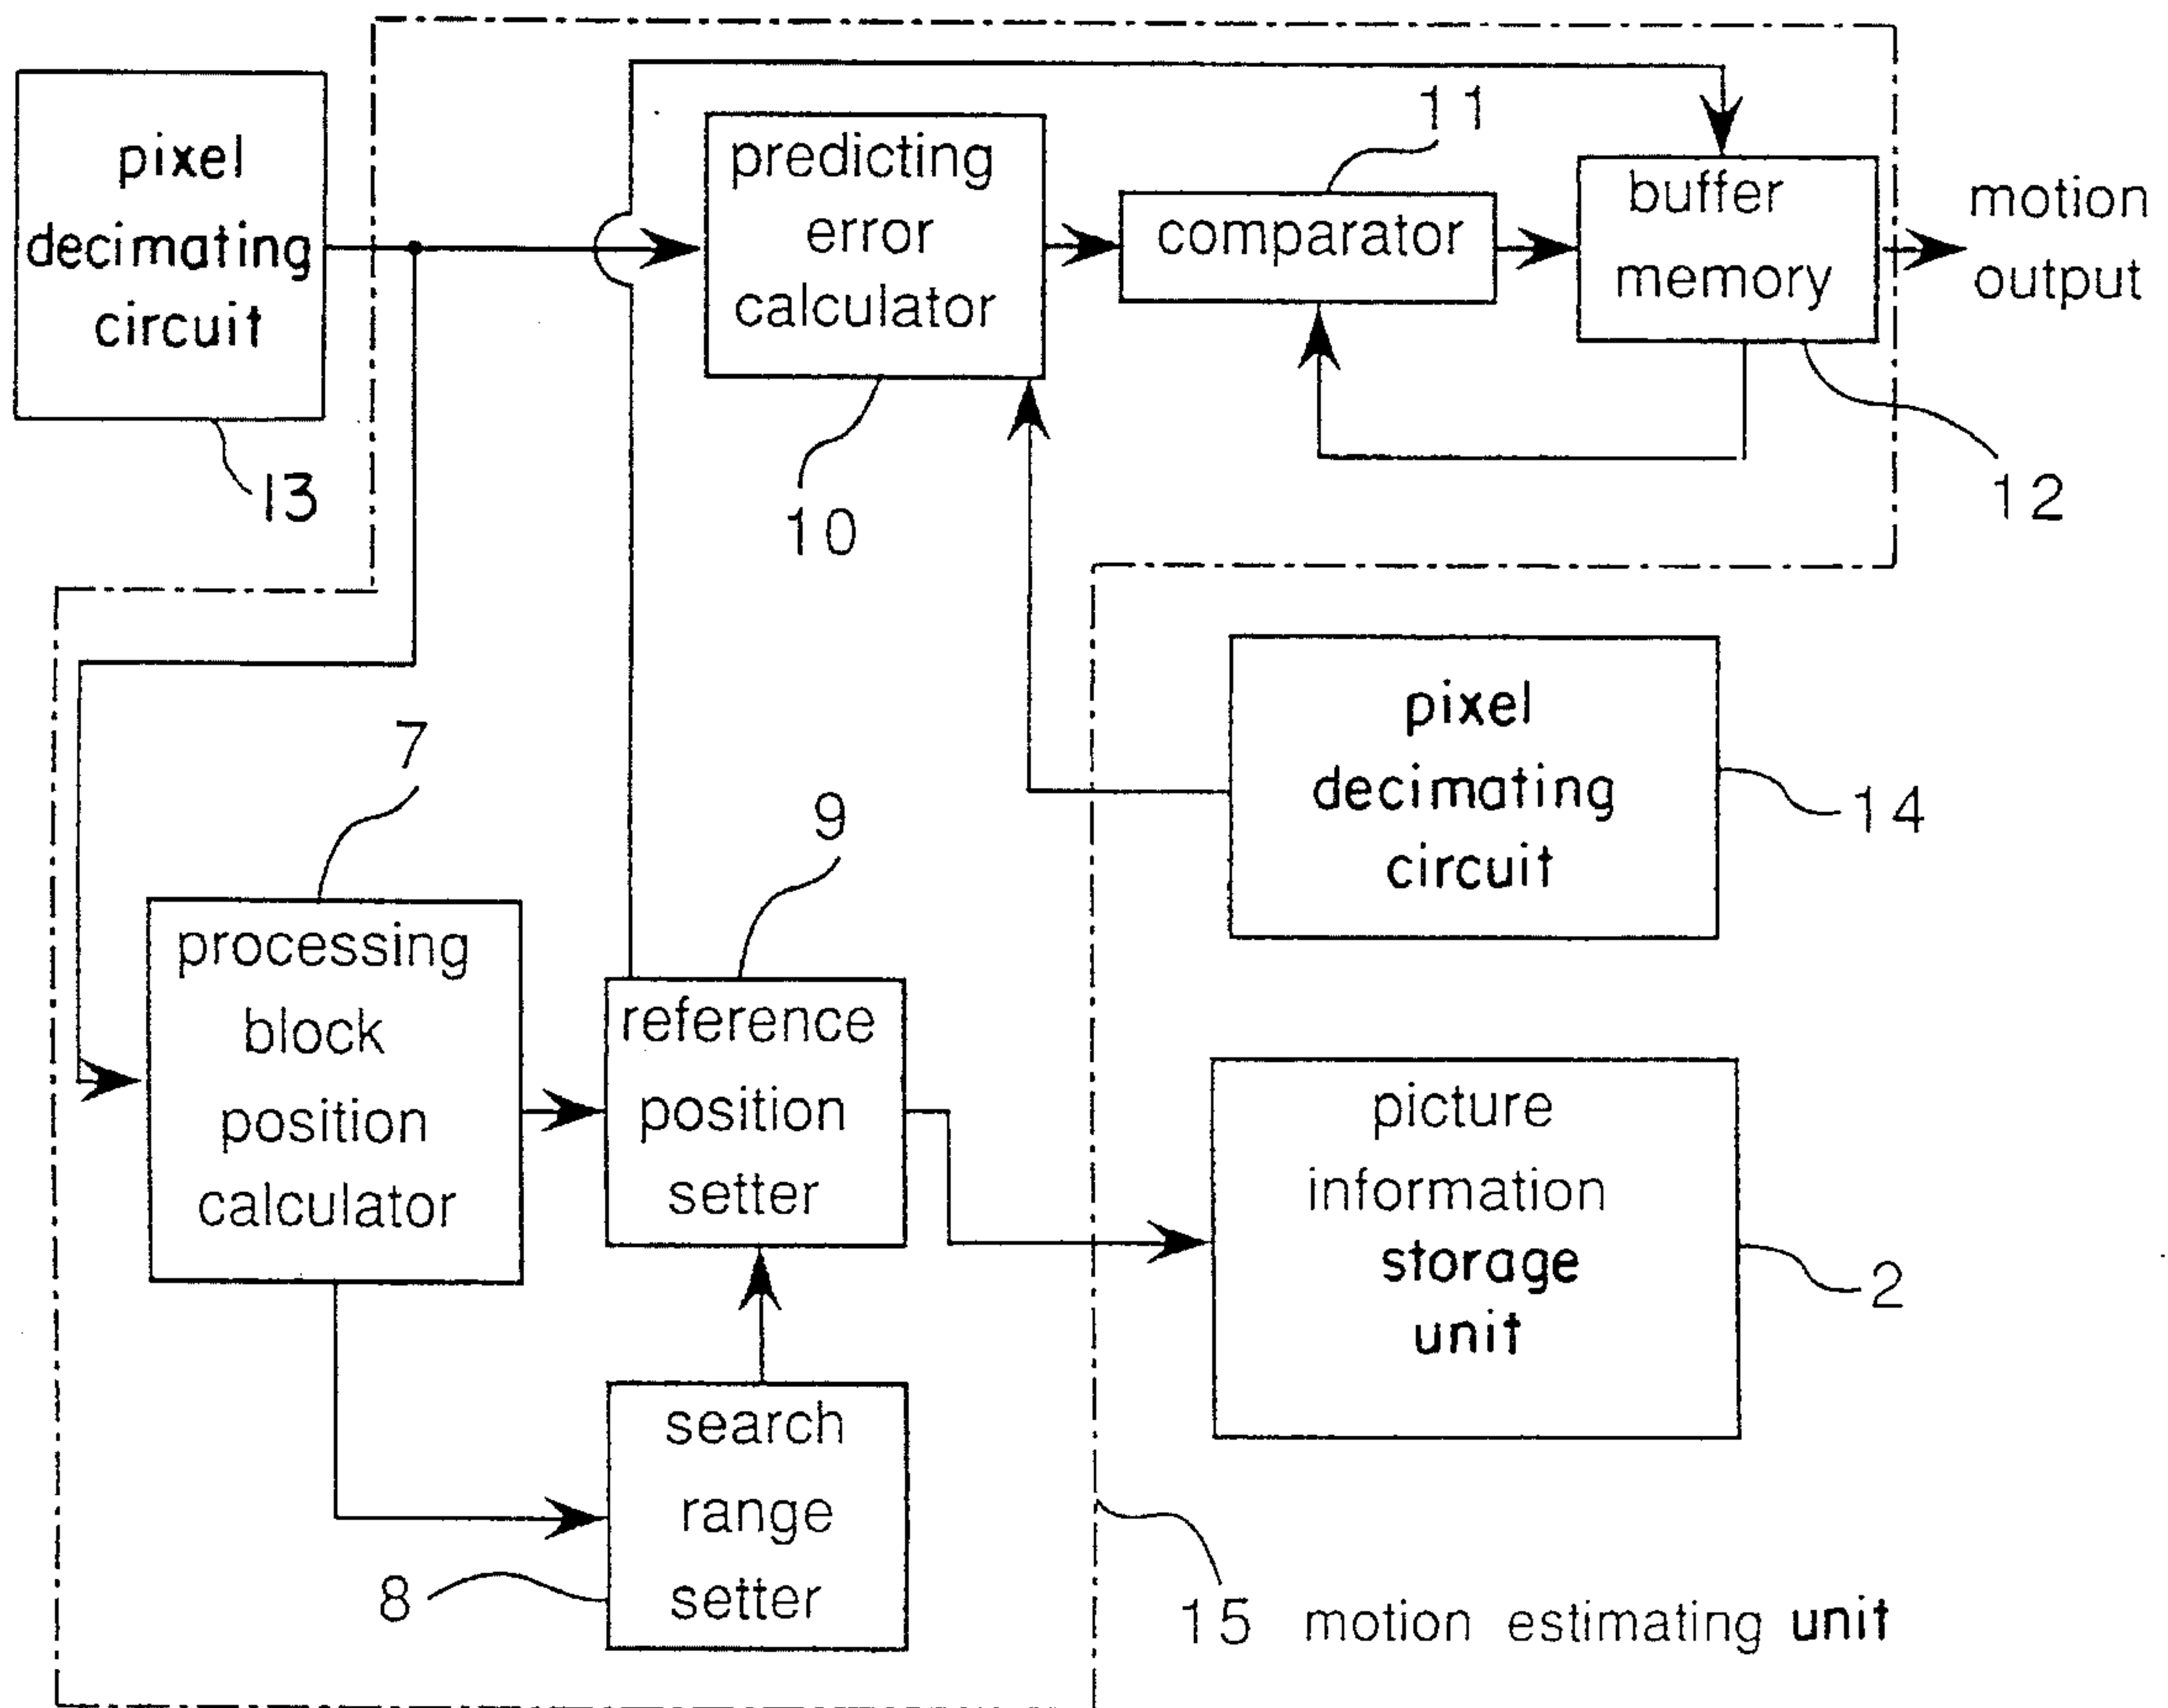 pixel
decimating
circuit
13
predicting
error
calculator
10
11
comparator
buffer
memory
12
motion
output
7
processing
block
position
calculator
9
reference
position
setter
pixel
decimating
circuit
14
picture
information
storage
unit
2
search
range
setter
8
15 motion estimating unit